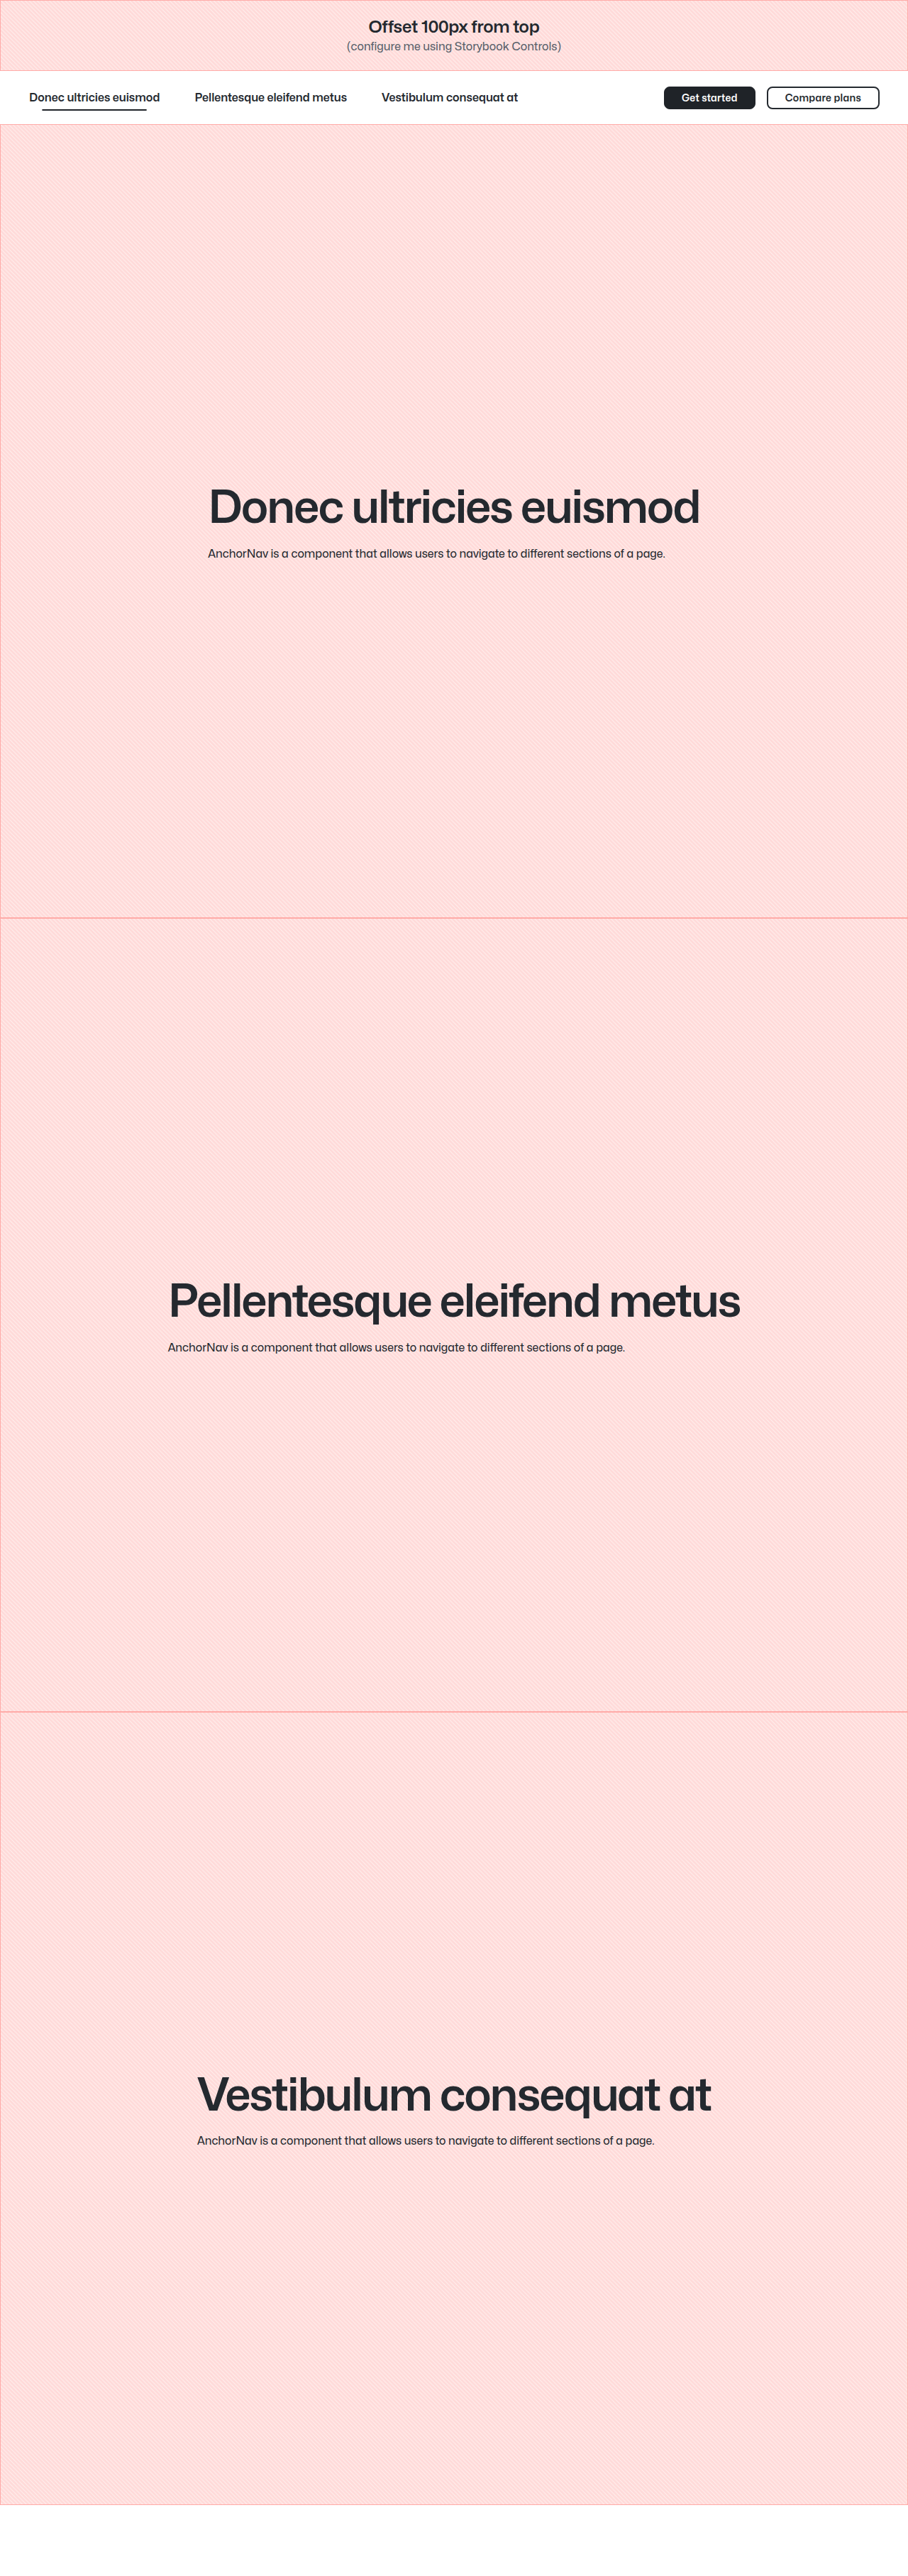 Offset 100px from top
(configure me using Storybook Controls)
Donec ultricies euismod Pellentesque eleifend metus Vestibulum consequat at Get started Compare plans
Donec ultricies euismod
AnchorNav is a component that allows users to navigate to different sections of a page.
Pellentesque eleifend metus
AnchorNav is a component that allows users to navigate to different sections of a page.
Vestibulum consequat at
AnchorNav is a component that allows users to navigate to different sections of a page.